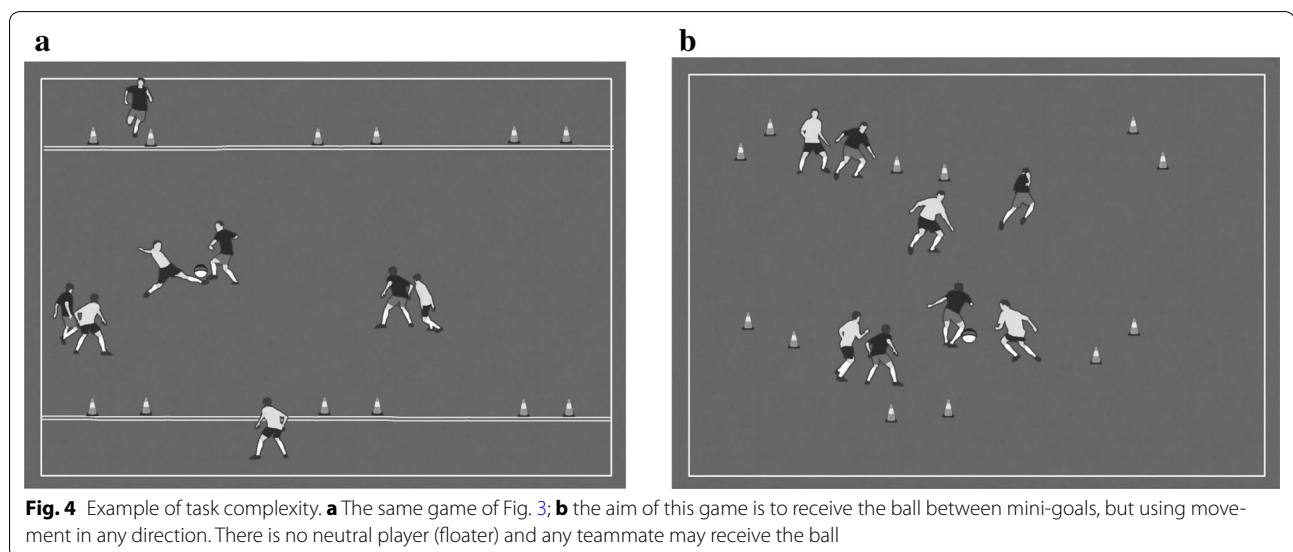 a
b
Fig. 4 Example of task complexity. a The same game of Fig. 3; b the aim of this game is to receive the ball between mini-goals, but using move-
ment in any direction. There is no neutral player (floater) and any teammate may receive the ball